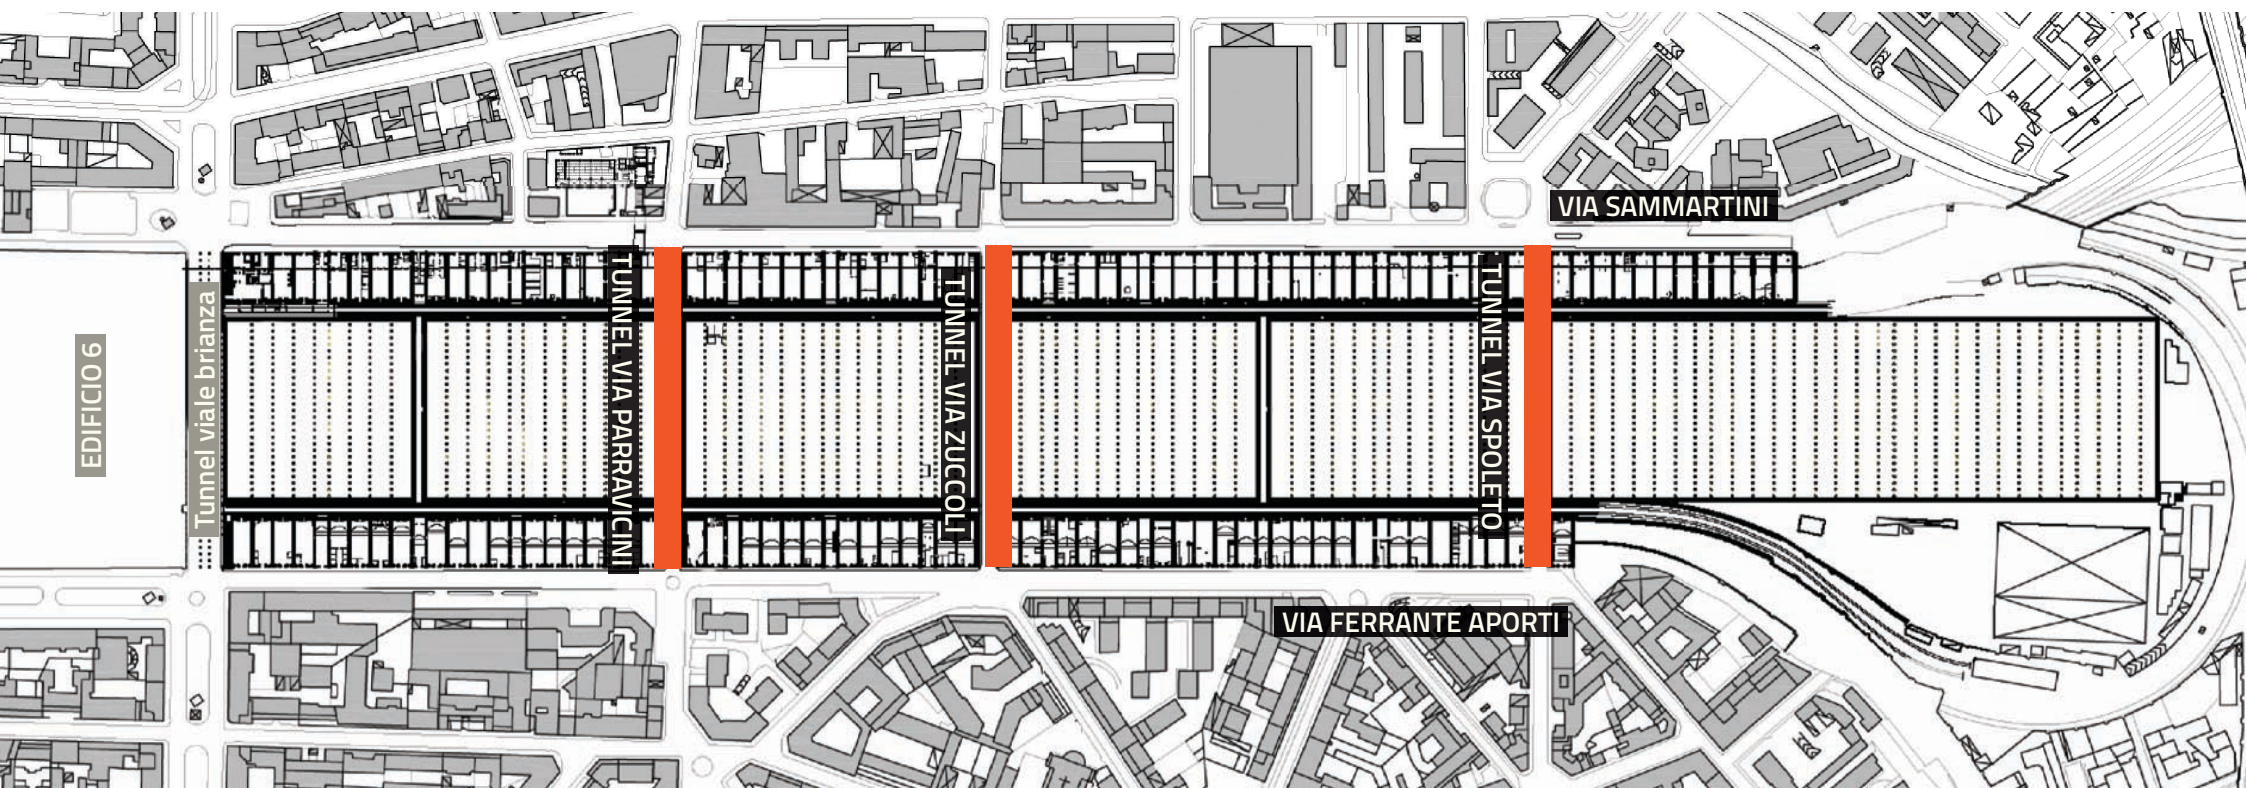 EDIFICIO 6
Tunnel viale brianza
TUNNEL VIA PARRAVICINI
TUNNEL VIA ZUCCOLI
TUNNEL VIA SPOLETO
VIA SAMMARTINI
VIA FERRANTE APORTI